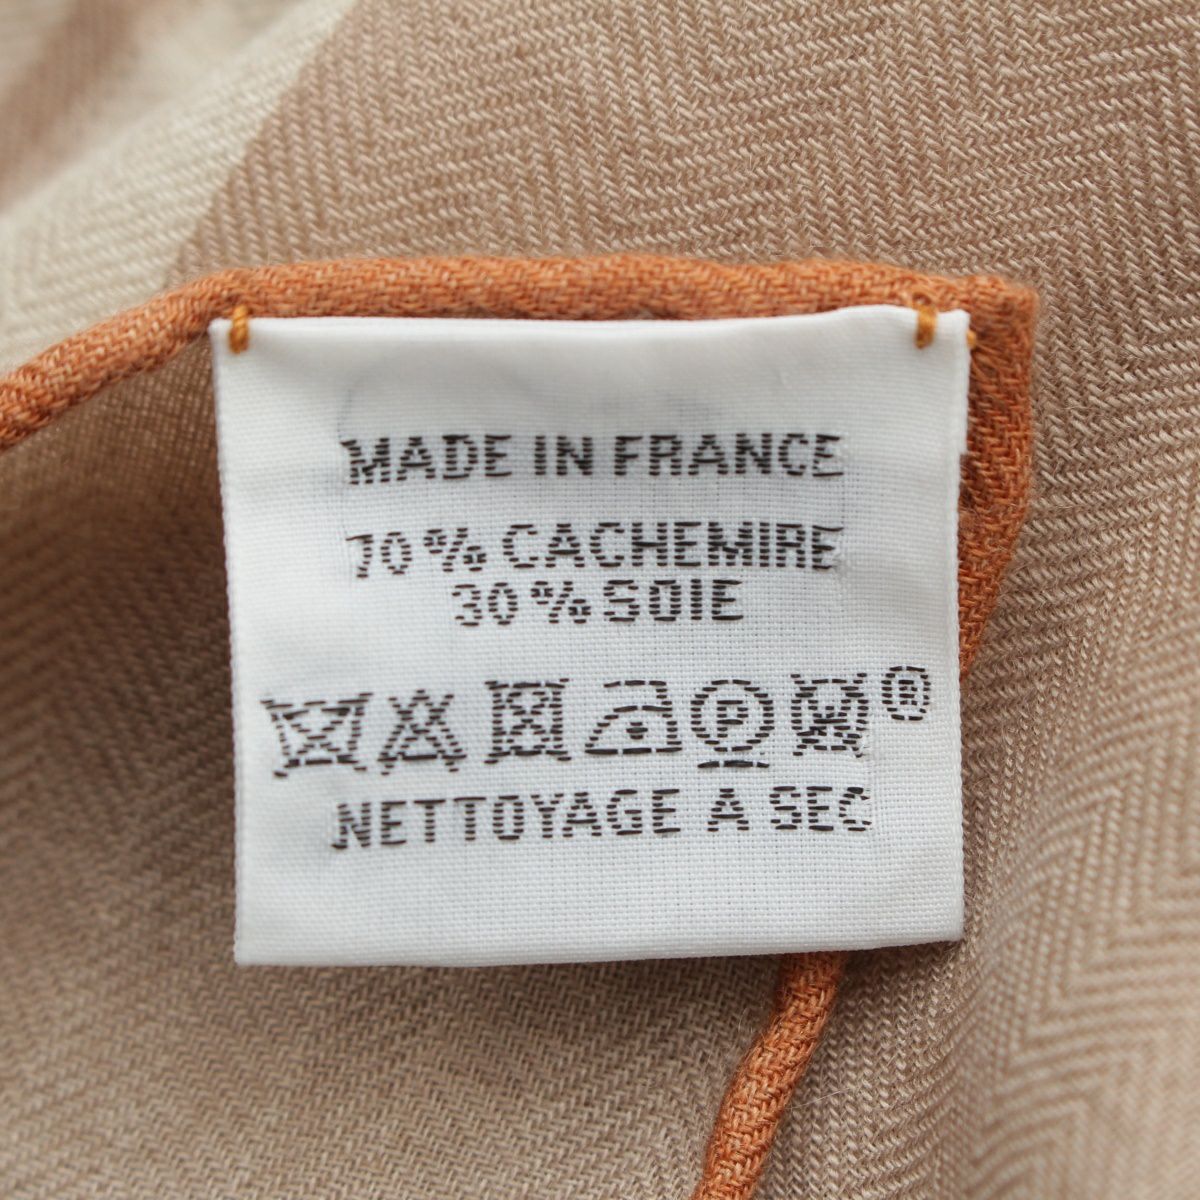 MADE IN FRANCE
70% CACHEMIRE
30% SOIE
P W ®
NETTOYAGE A SEC